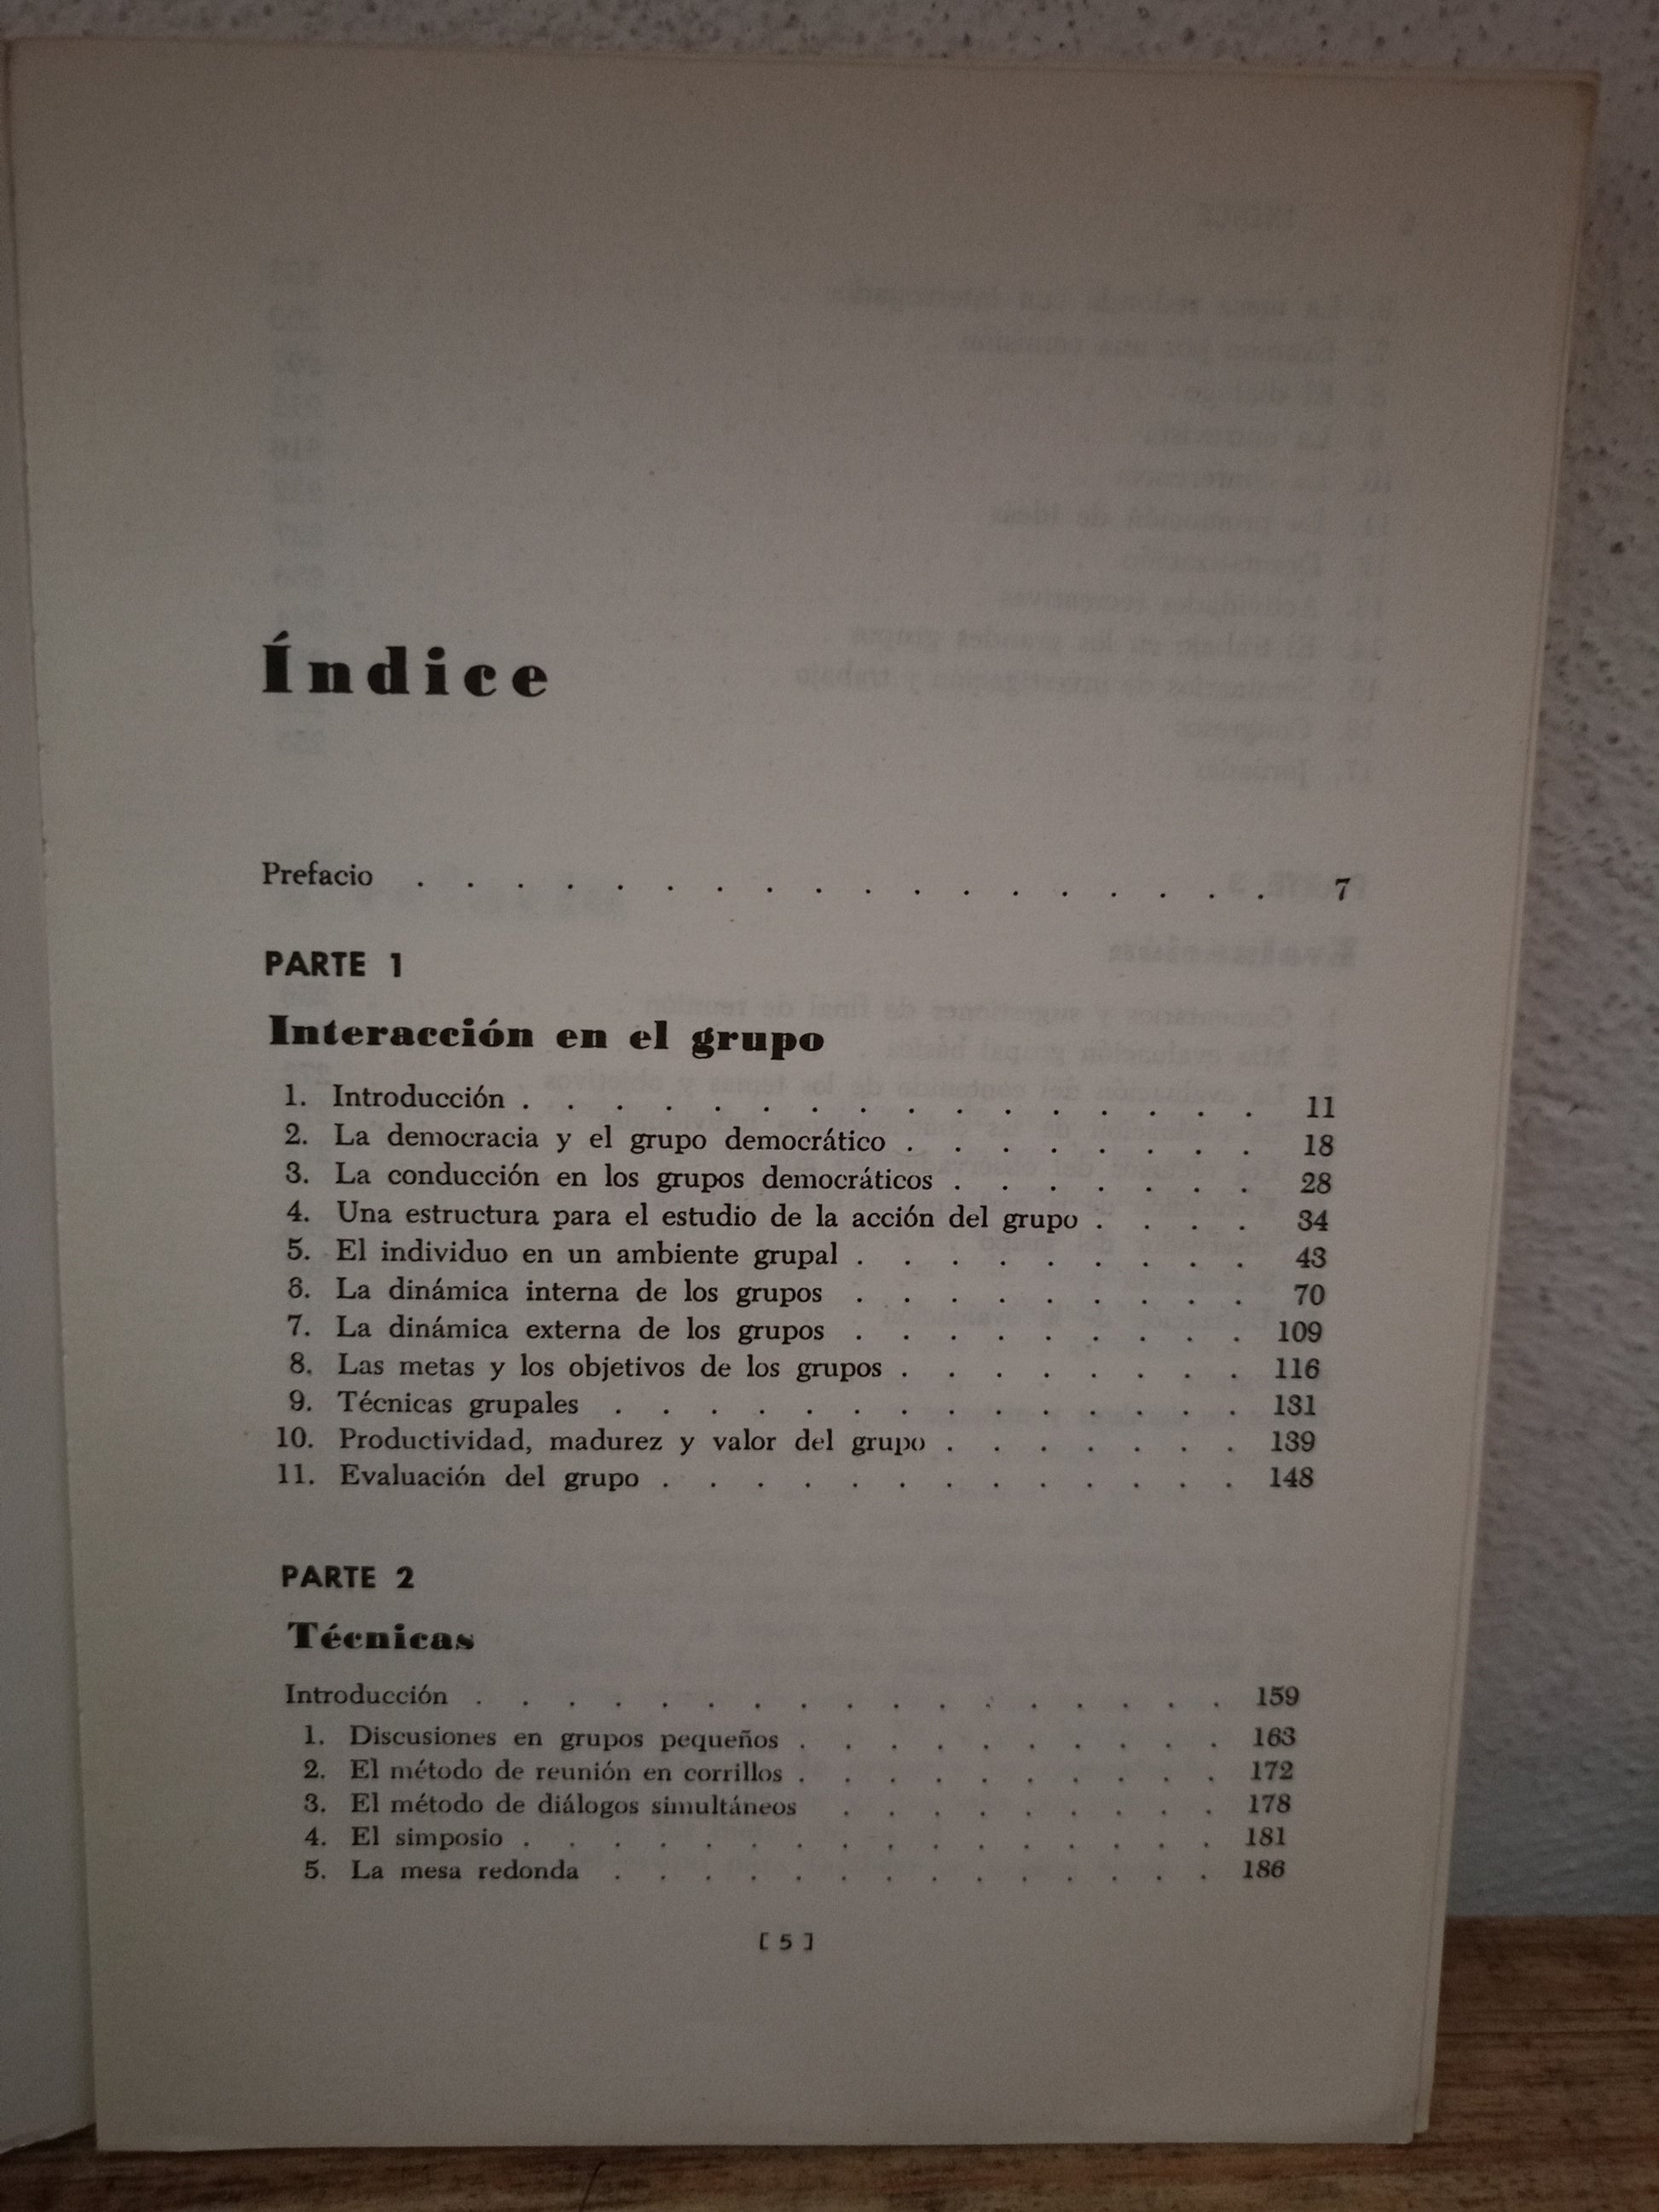 Índice
Prefacio . . . . . . . . . . . . . . . . . . 7
PARTE 1
Interacción en el grupo
1. Introducción . . . . . . . . . . . . . . . . 11
2. La democracia y el grupo democrático . . . . . . . . 18
3. La conducción en los grupos democráticos . . . . . . . 28
4. Una estructura para el estudio de la acción del grupo . . . . 34
5. El individuo en un ambiente grupal . . . . . . . . . 43
6. La dinámica interna de los grupos . . . . . . . . . 70
7. La dinámica externa de los grupos . . . . . . . . . 109
8. Las metas y los objetivos de los grupos . . . . . . . . 116
9. Técnicas grupales . . . . . . . . . . . . . . 131
10. Productividad, madurez y valor del grupo . . . . . . . 139
11. Evaluación del grupo . . . . . . . . . . . . . 148
PARTE 2
Técnicas
Introducción . . . . . . . . . . . . . . . . . 159
1. Discusiones en grupos pequeños . . . . . . . . . . 163
2. El método de reunión en corrillos . . . . . . . . . . 172
3. El método de diálogos simultáneos . . . . . . . . . 178
4. El simposio . . . . . . . . . . . . . . . . 181
5. La mesa redonda . . . . . . . . . . . . . . 186
[ 5 ]